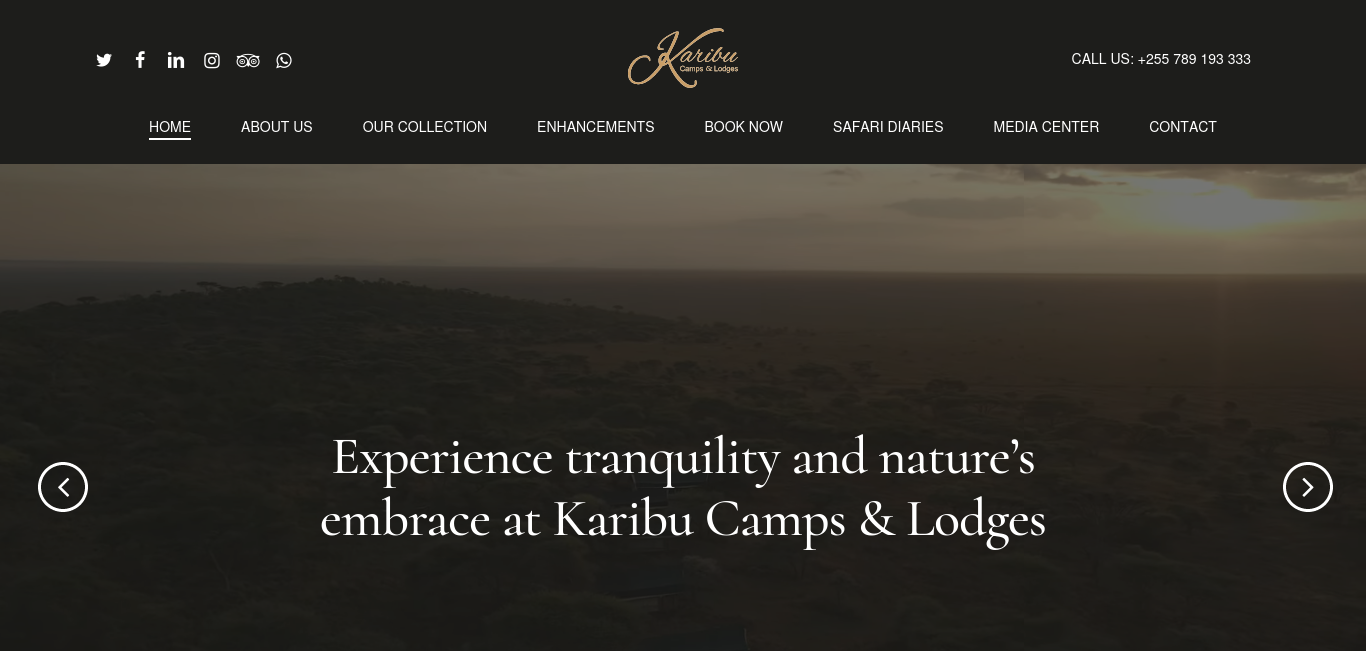 Karibu
Camps & Lodges
CALL US: +255 789 193 333
HOME ABOUT US OUR COLLECTION ENHANCEMENTS BOOK NOW SAFARI DIARIES MEDIA CENTER CONTACT
Experience tranquility and nature’s
embrace at Karibu Camps & Lodges